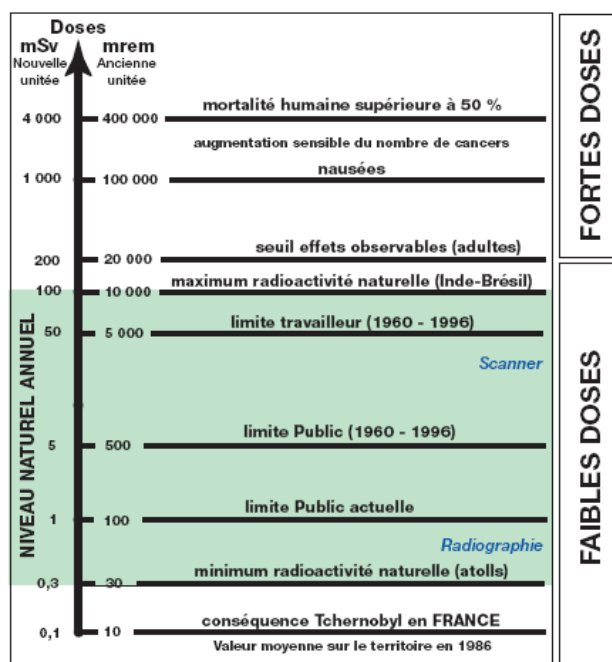 Doses
mSv mrem
Nouvelle Ancienne
unitée unitée
4 000 400 000 mortalité humaine supérieure à 50 %
augmentation sensible du nombre de cancers
1 000 100 000 nausées
200 20 000 seuil effets observables (adultes)
100 10 000 maximum radioactivité naturelle (Inde-Brésil)
50 5 000 limite travailleur (1960 - 1996)
Scanner
5 500 limite Public (1960 - 1996)
1 100 limite Public actuelle
Radiographie
0,3 30 minimum radioactivité naturelle (atolls)
0,1 10 conséquence Tchernobyl en FRANCE
Valeur moyenne sur le territoire en 1986
NIVEAU NATUREL ANNUEL
FORTES DOSES
FAIBLES DOSES